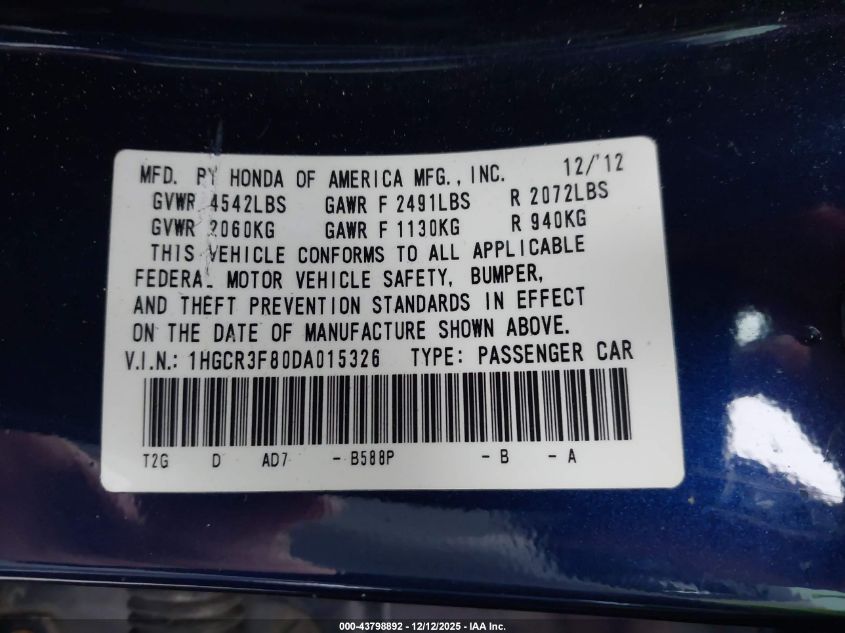 MFD. BY HONDA OF AMERICA MFG., INC. 12/'12
GVWR 4542LBS GAWR F 2491LBS R 2072LBS
GVWR 2060KG GAWR F 1130KG R 940KG
THIS VEHICLE CONFORMS TO ALL APPLICABLE
FEDERAL MOTOR VEHICLE SAFETY, BUMPER,
AND THEFT PREVENTION STANDARDS IN EFFECT
ON THE DATE OF MANUFACTURE SHOWN ABOVE.
V.I.N.: 1HGCR3F80DA015326 TYPE: PASSENGER CAR
T2G D AD7 - B588P - B - A
000-43798892 - 12/12/2025 - IAA Inc.